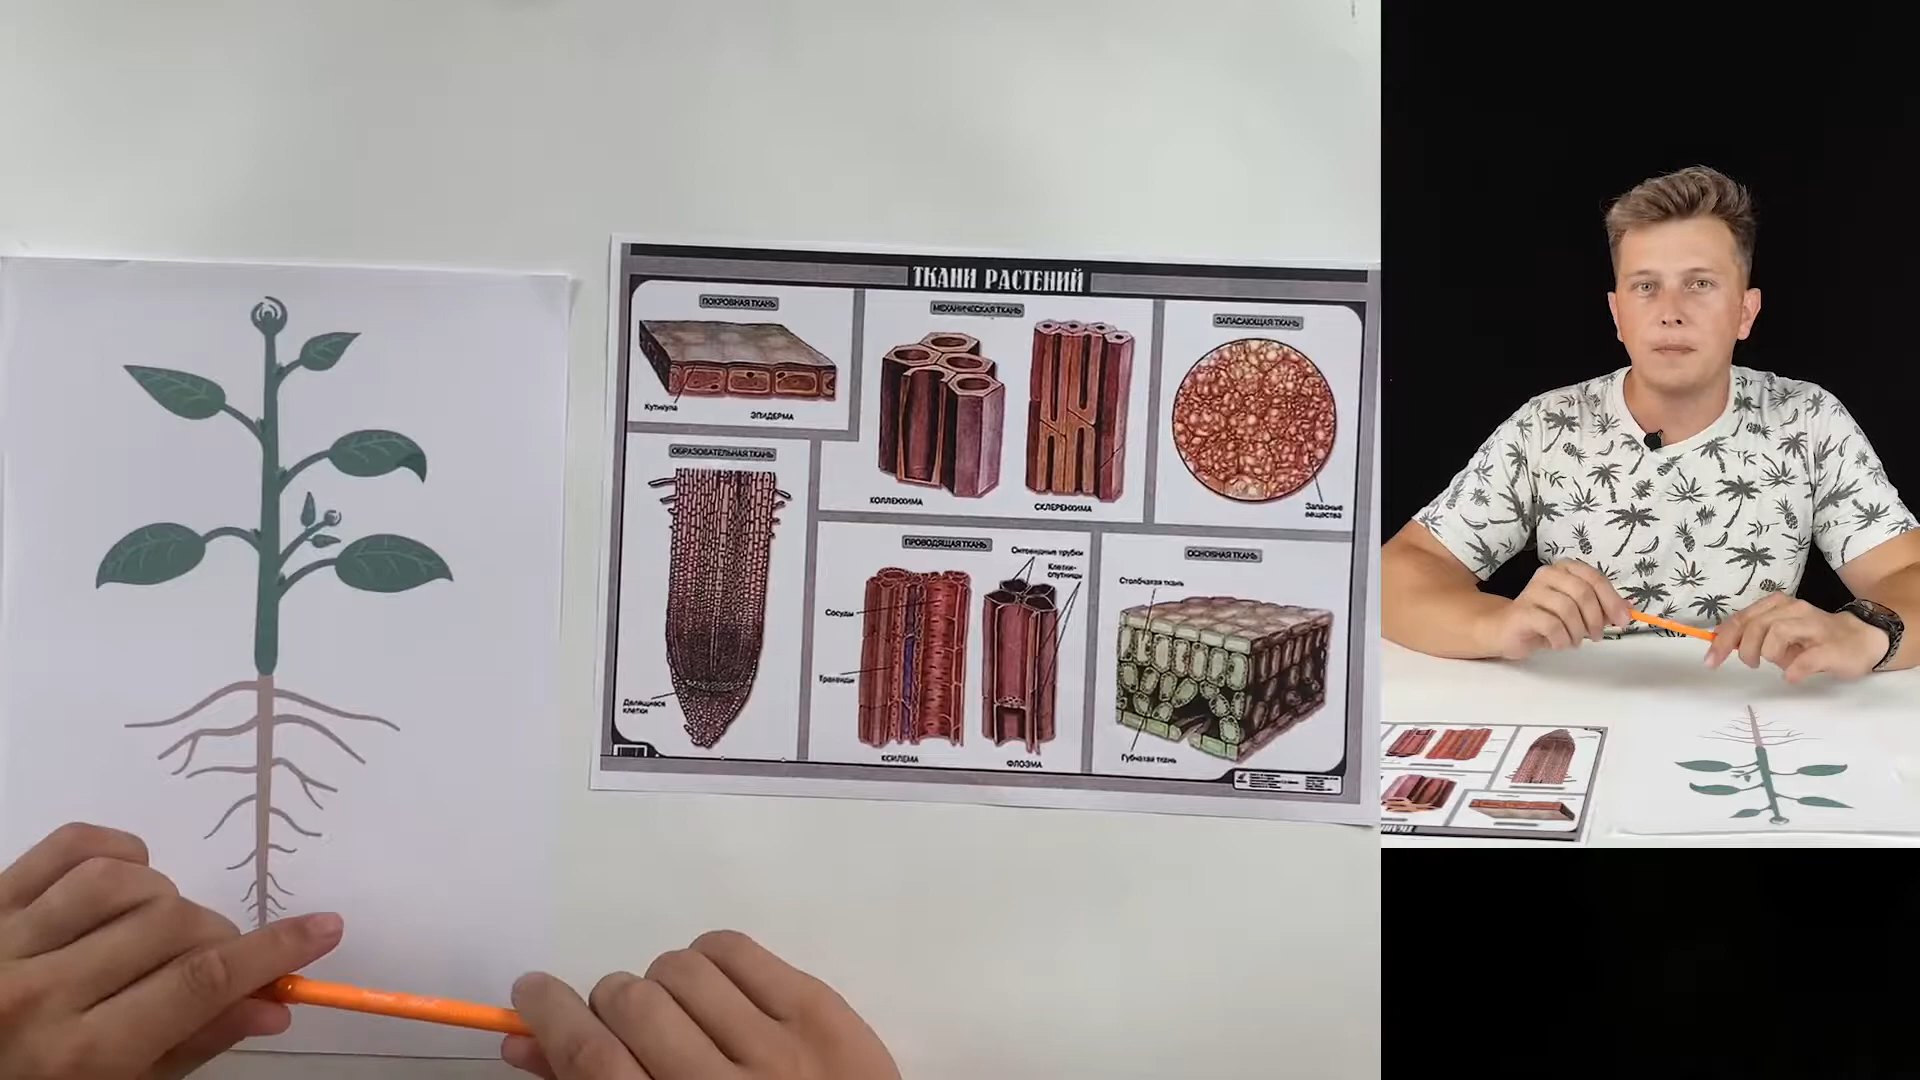 ТКАНИ РАСТЕНИЙ
ПОКРОВНАЯ ТКАНЬ
Кутикула
ЭПИДЕРМА
МЕХАНИЧЕСКАЯ ТКАНЬ
КОЛЛЕНХИМА
СКЛЕРЕНХИМА
ЗАПАСАЮЩАЯ ТКАНЬ
Запасные
вещества
ОБРАЗОВАТЕЛЬНАЯ ТКАНЬ
Делящиеся
клетки
ПРОВОДЯЩАЯ ТКАНЬ
Ситовидные трубки
Клетки-
спутницы
Сосуды
Трахеиды
КСИЛЕМА
ФЛОЭМА
ОСНОВНАЯ ТКАНЬ
Столбчатая ткань
Губчатая ткань